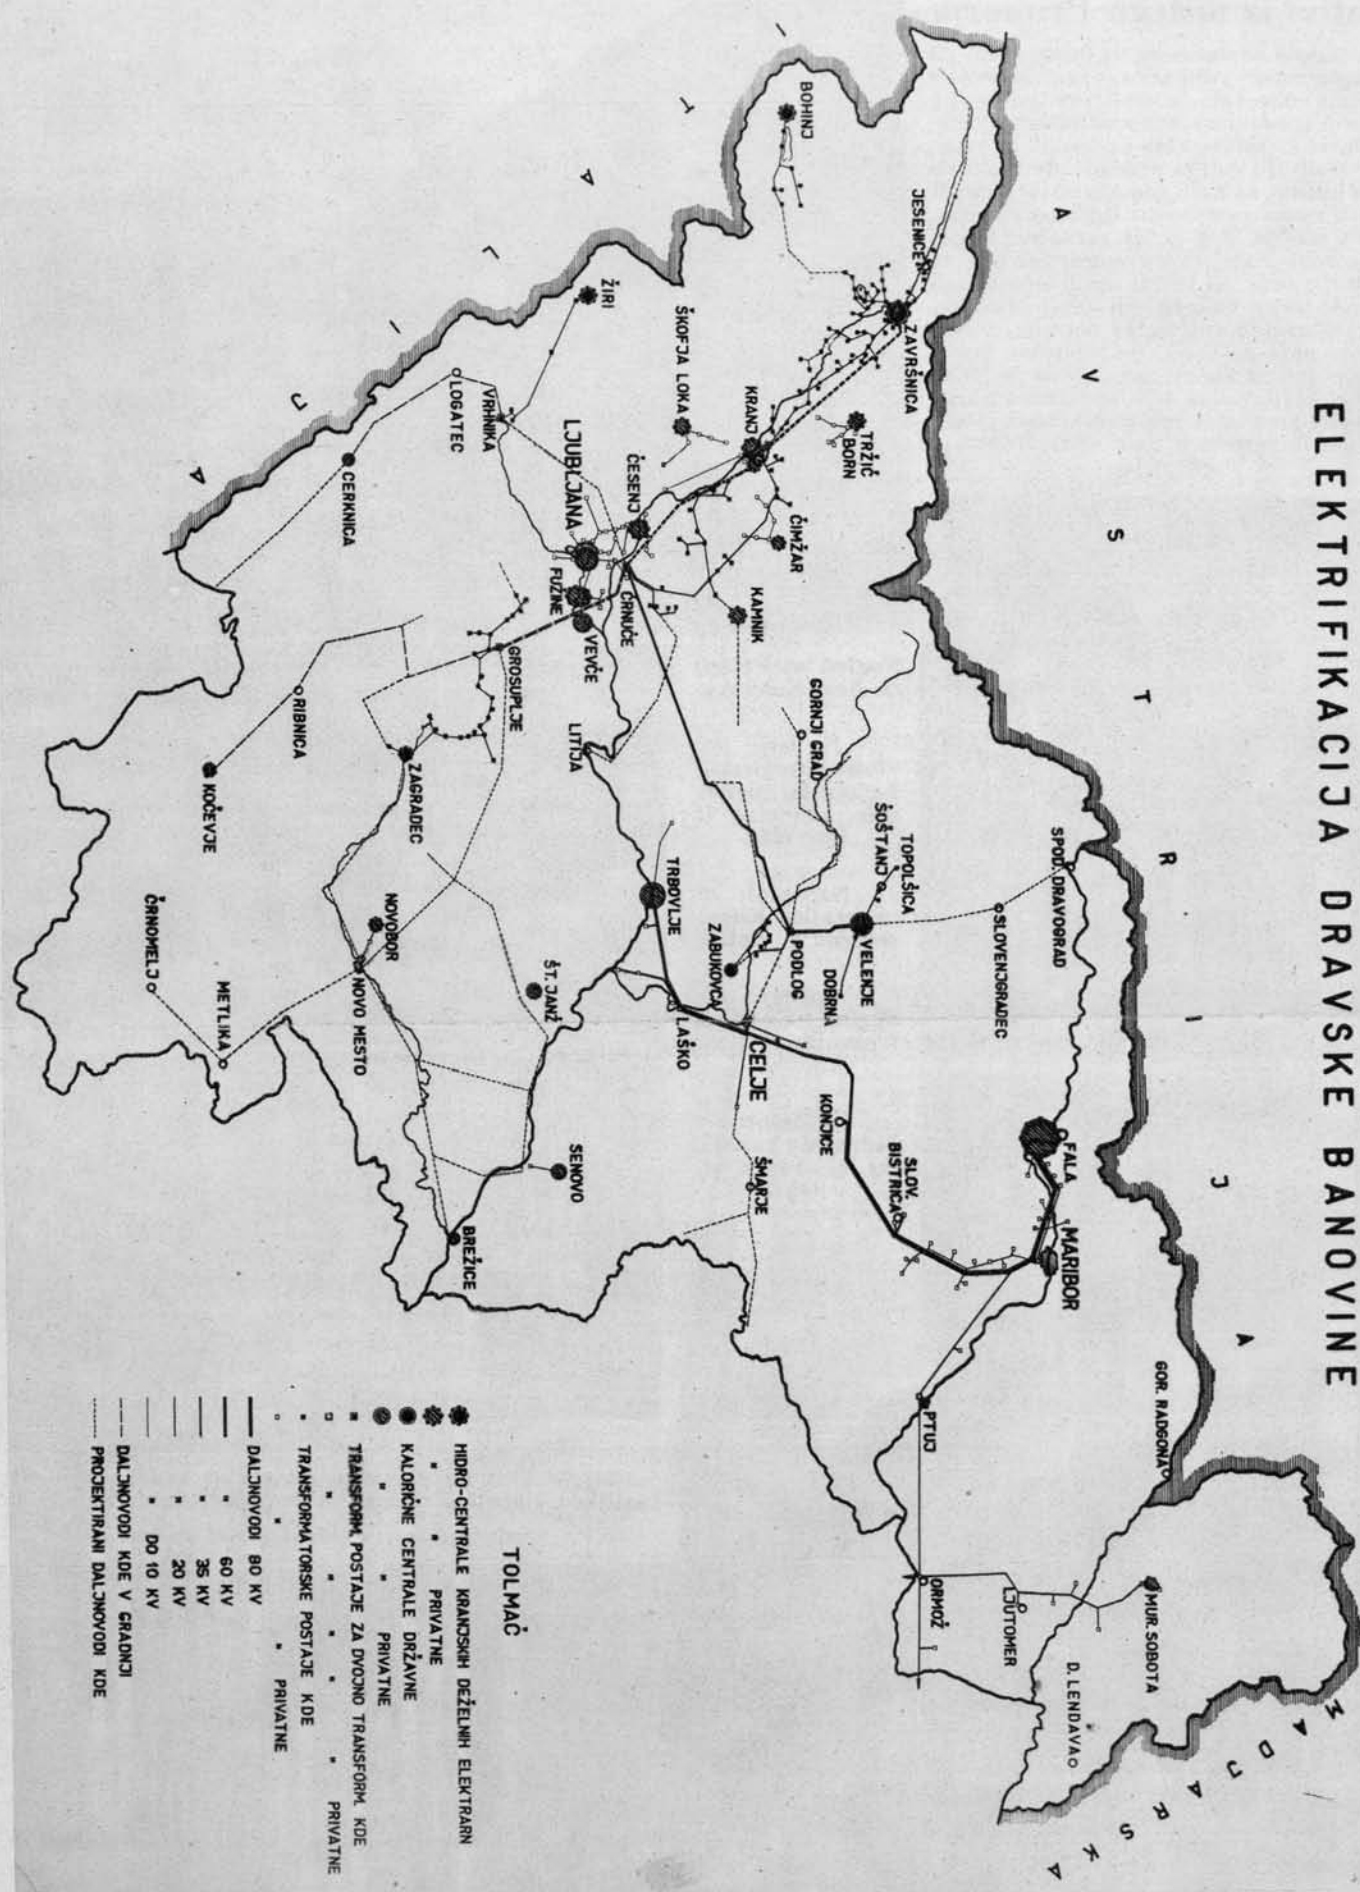 ELEKTRIFIKACIJA DRAVSKE BANOVINE
A V S T R I J A
I T A L I J A
MADJARSKA
BOHINJ
JESENICE
ZAVRŠNICA
ŽIRI
ŠKOFJA LOKA
KRANJ
TRŽIČ
BORN
LOGATEC
VRHNIKA
LJUBLJANA
ČESENJ
ČIMŽAR
CERKNICA
FUŽINE
VEVČE
ČRNUČE
KAMNIK
GROSUPLJE
RIBNICA
LITIJA
GORNJI GRAD
KOČEVJE
ZAGRADEC
TOPOLŠICA
ŠOŠTANJ
SPOD. DRAVOGRAD
SLOVENJGRADEC
TRBOVLJE
NOVOBOR
ZABUKOVCA
PODLOG
VELENJE
DOBRNA
ČRNOMELJ
METLIKA
NOVO MESTO
ŠT. JANŽ
LAŠKO
CELJE
KONJICE
FALA
SLOV.
BISTRICA
MARIBOR
SENOVO
ŠMARJE
BREŽICE
GOR. RADGONA
PTUJ
ORMOŽ
LJUTOMER
MUR. SOBOTA
D. LENDAVA
TOLMAČ
HIDRO-CENTRALE KRANJSKIH DEŽELNIH ELEKTRARN
" " PRIVATNE
KALORIČNE CENTRALE DRŽAVNE
" " PRIVATNE
TRANSFORM. POSTAJE ZA DVOJNO TRANSFORM. KDE
" " " " " PRIVATNE
TRANSFORMATORSKE POSTAJE KDE
" " PRIVATNE
DALJNOVODI 80 KV
" 60 KV
" 35 KV
" 20 KV
" DO 10 KV
DALJNOVODI KDE V GRADNJI
PROJEKTIRANI DALJNOVODI KDE